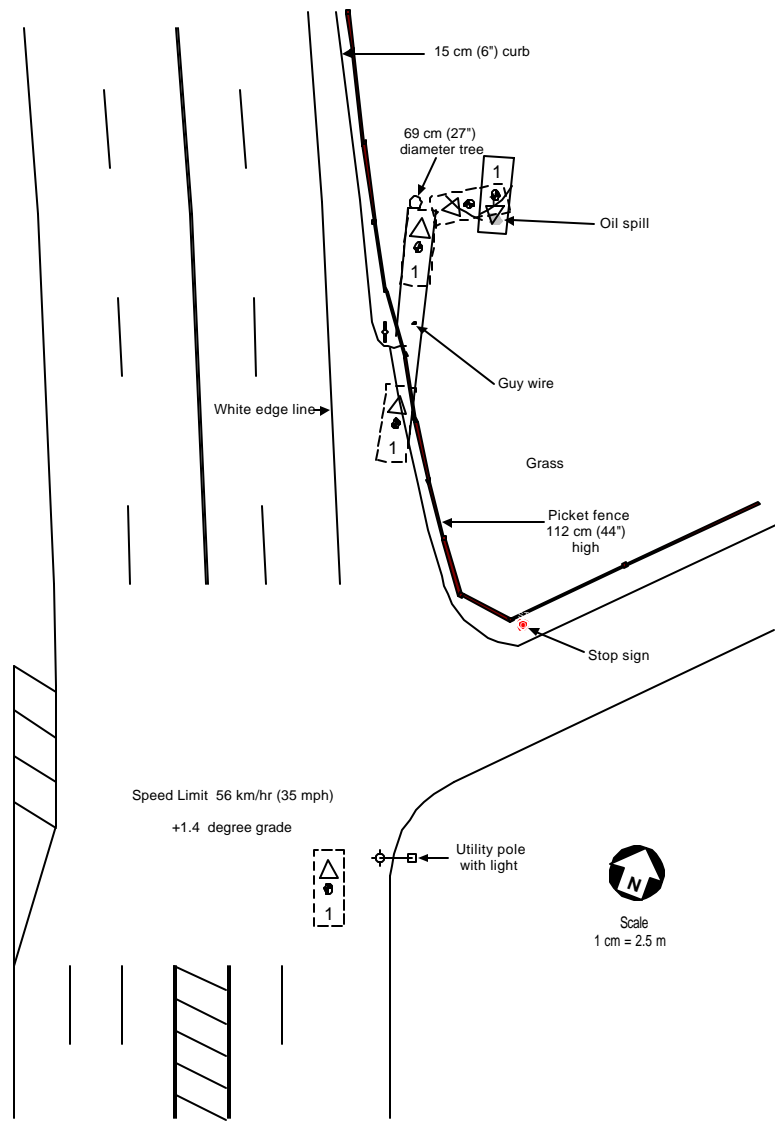 15 cm (6") curb
69 cm (27")
diameter tree
1
Oil spill
1
Guy wire
White edge line
1
Grass
Picket fence
112 cm (44")
high
Stop sign
Speed Limit 56 km/hr (35 mph)
+1.4 degree grade
Utility pole
with light
1
N
Scale
1 cm = 2.5 m